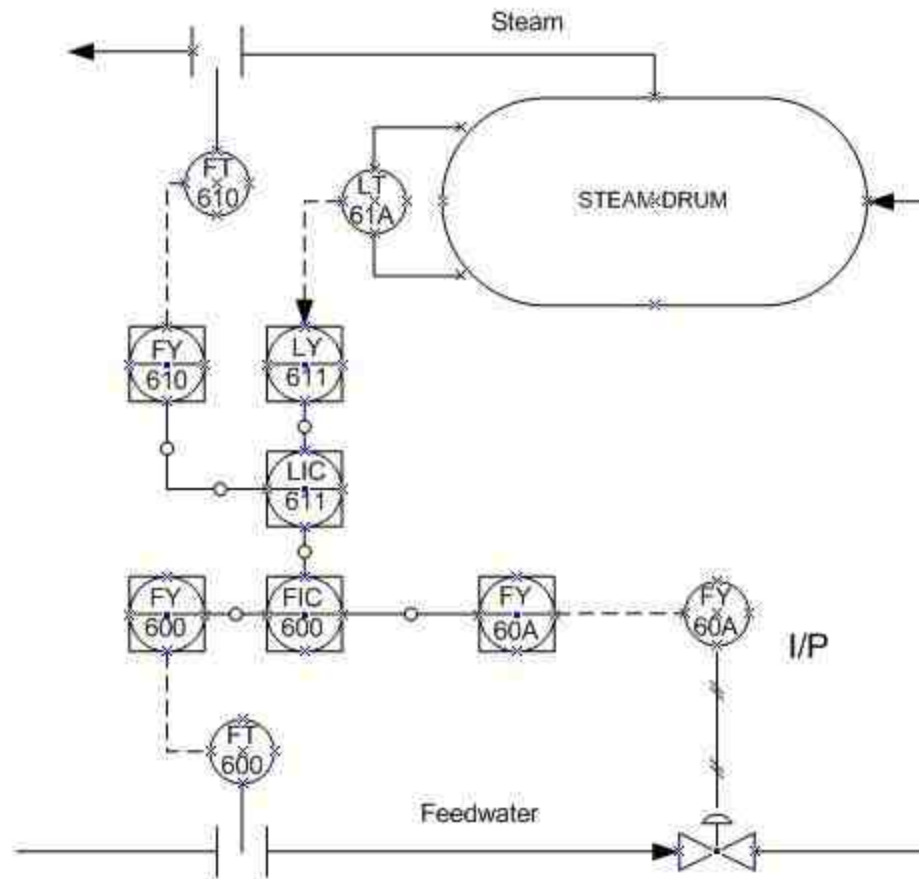 Steam
FT
610
LT
61A
STEAM DRUM
FY
610
LY
611
LIC
611
FY
600
FIC
600
FY
60A
FY
60A
I/P
FT
600
Feedwater